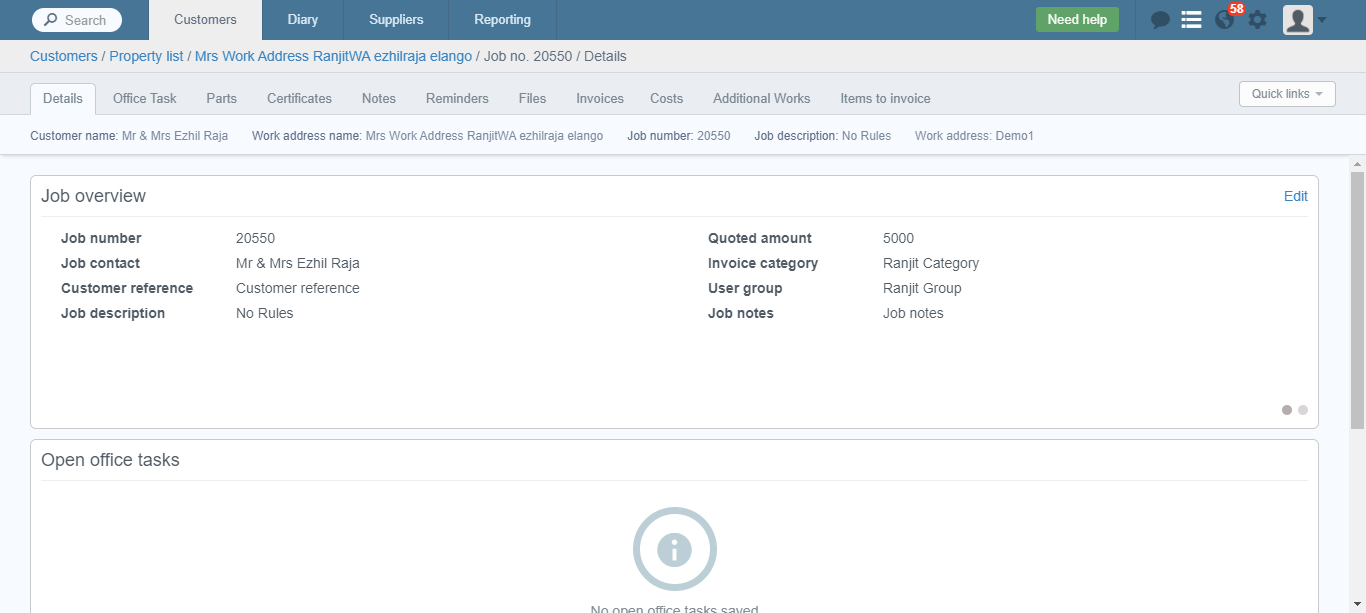 Search Customers Diary Suppliers Reporting Need help 58
Customers / Property list / Mrs Work Address RanjitWA ezhilraja elango / Job no. 20550 / Details
Details Office Task Parts Certificates Notes Reminders Files Invoices Costs Additional Works Items to invoice Quick links
Customer name: Mr & Mrs Ezhil Raja Work address name: Mrs Work Address RanjitWA ezhilraja elango Job number: 20550 Job description: No Rules Work address: Demo1
Job overview Edit
Job number 20550 Quoted amount 5000
Job contact Mr & Mrs Ezhil Raja Invoice category Ranjit Category
Customer reference Customer reference User group Ranjit Group
Job description No Rules Job notes Job notes
Open office tasks
No open office tasks saved